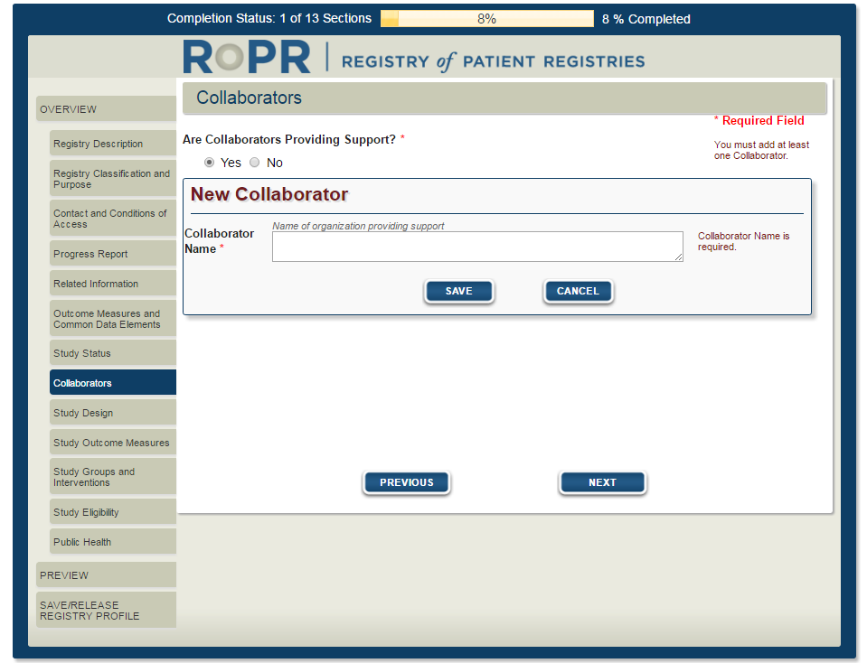 Completion Status: 1 of 13 Sections 8% 8 % Completed
ROPR | REGISTRY of PATIENT REGISTRIES
OVERVIEW
Registry Description
Registry Classification and
Purpose
Contact and Conditions of
Access
Progress Report
Related Information
Outcome Measures and
Common Data Elements
Study Status
Collaborators
Study Design
Study Outcome Measures
Study Groups and
Interventions
Study Eligibility
Public Health
PREVIEW
SAVE/RELEASE
REGISTRY PROFILE
Collaborators
* Required Field
Are Collaborators Providing Support? *
You must add at least
one Collaborator.
Yes No
New Collaborator
Name of organization providing support
Collaborator
Name *
Collaborator Name is
required.
SAVE CANCEL
PREVIOUS NEXT